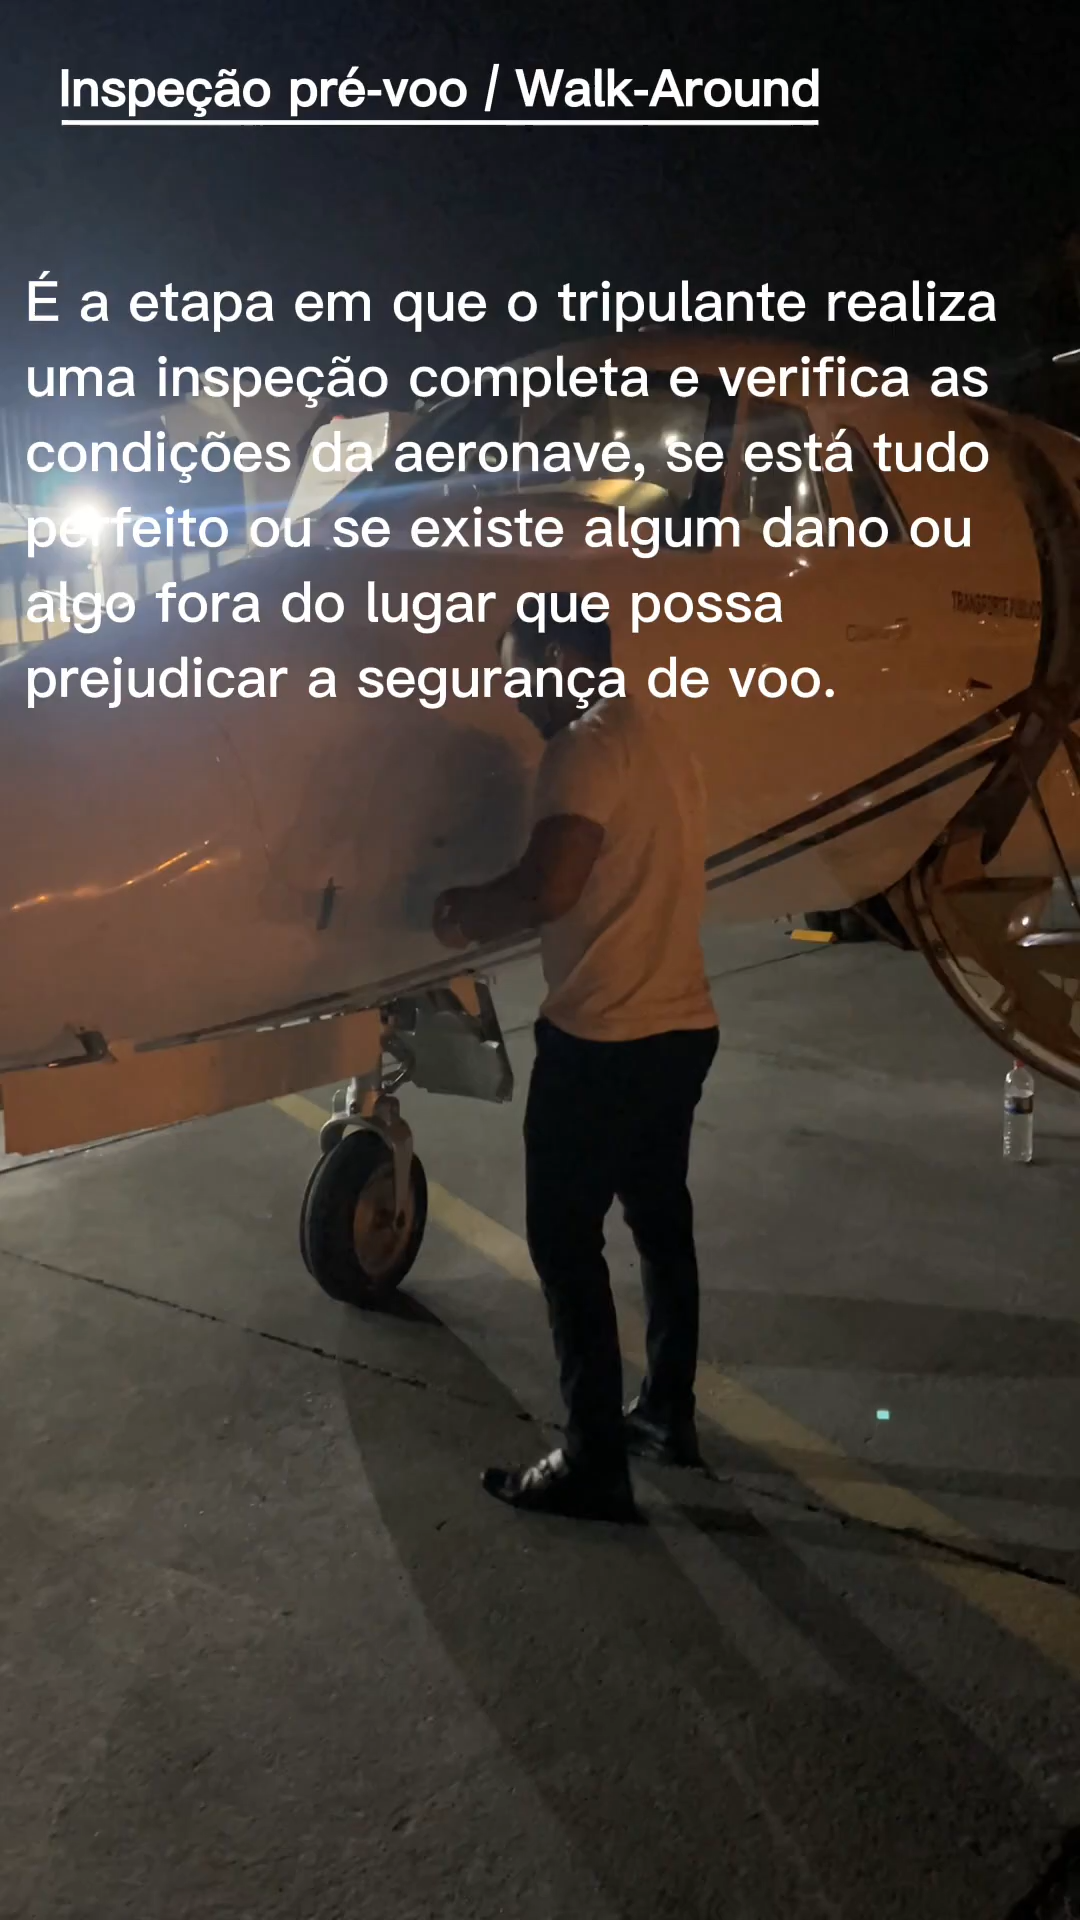 Inspeção pré-voo / Walk-Around
É a etapa em que o tripulante realiza
uma inspeção completa e verifica as
condições da aeronave, se está tudo
perfeito ou se existe algum dano ou
algo fora do lugar que possa
prejudicar a segurança de voo.
TRANSPORTE PÚBLICO